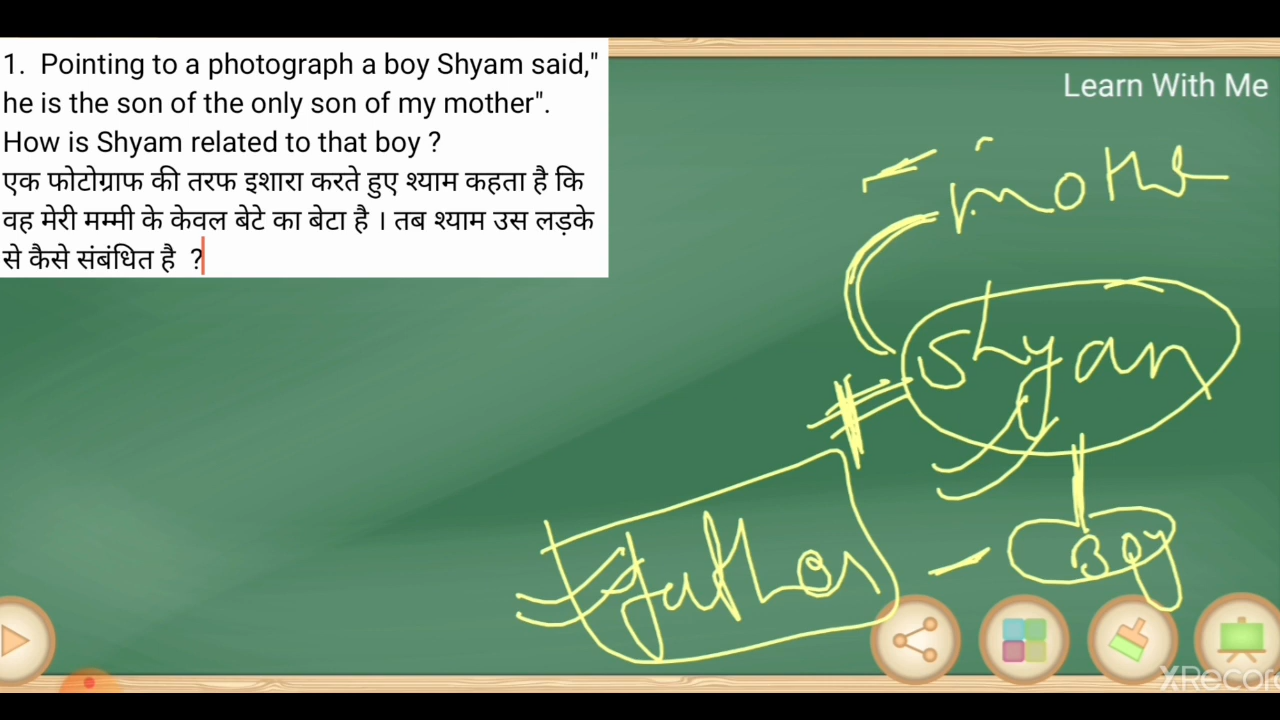 1. Pointing to a photograph a boy Shyam said,"
he is the son of the only son of my mother".
How is Shyam related to that boy ?
एक फोटोग्राफ की तरफ इशारा करते हुए श्याम कहता है कि
वह मेरी मम्मी के केवल बेटे का बेटा है । तब श्याम उस लड़के
से कैसे संबंधित है ?
Learn With Me
Shyam
Father
Boy
XRecor